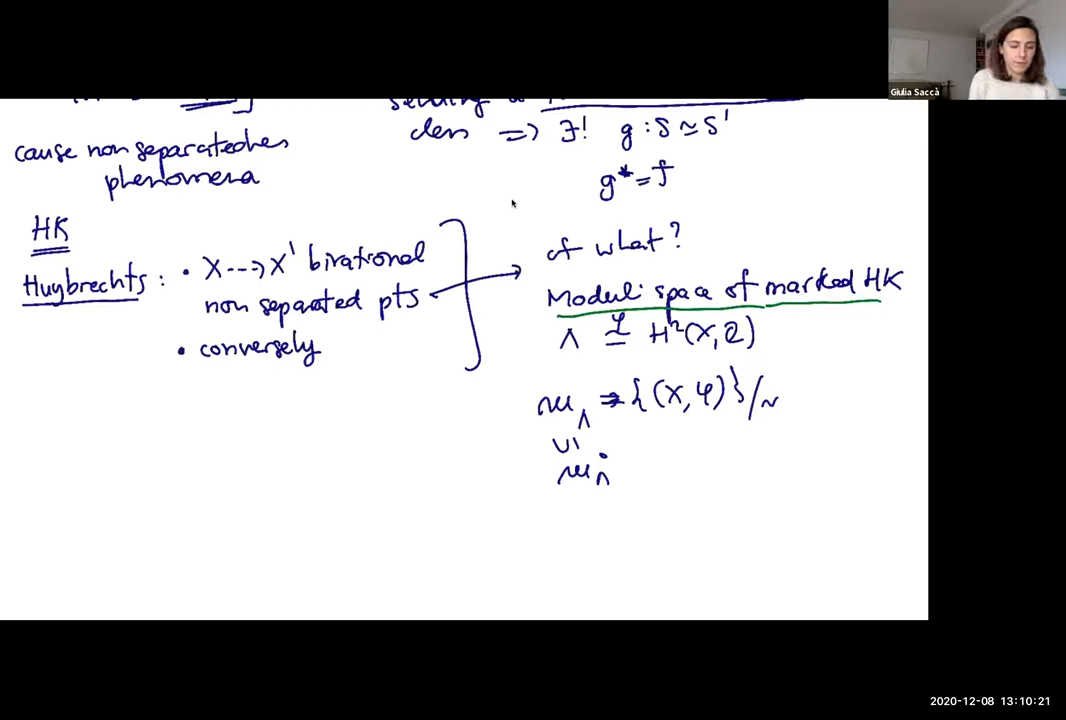 Giulia Saccà
cause non separatedness
phenomena
class => ∃! g : S ≃ S'
g* = f
HK
Huybrechts : • X ---> X' birational
non separated pts
• conversely
of what?
Moduli space of marked HK
Λ ≅ φ H²(X, Z)
𝓜_Λ => {(X, φ)}/~
∪I
𝓜°_Λ
2020-12-08 13:10:21